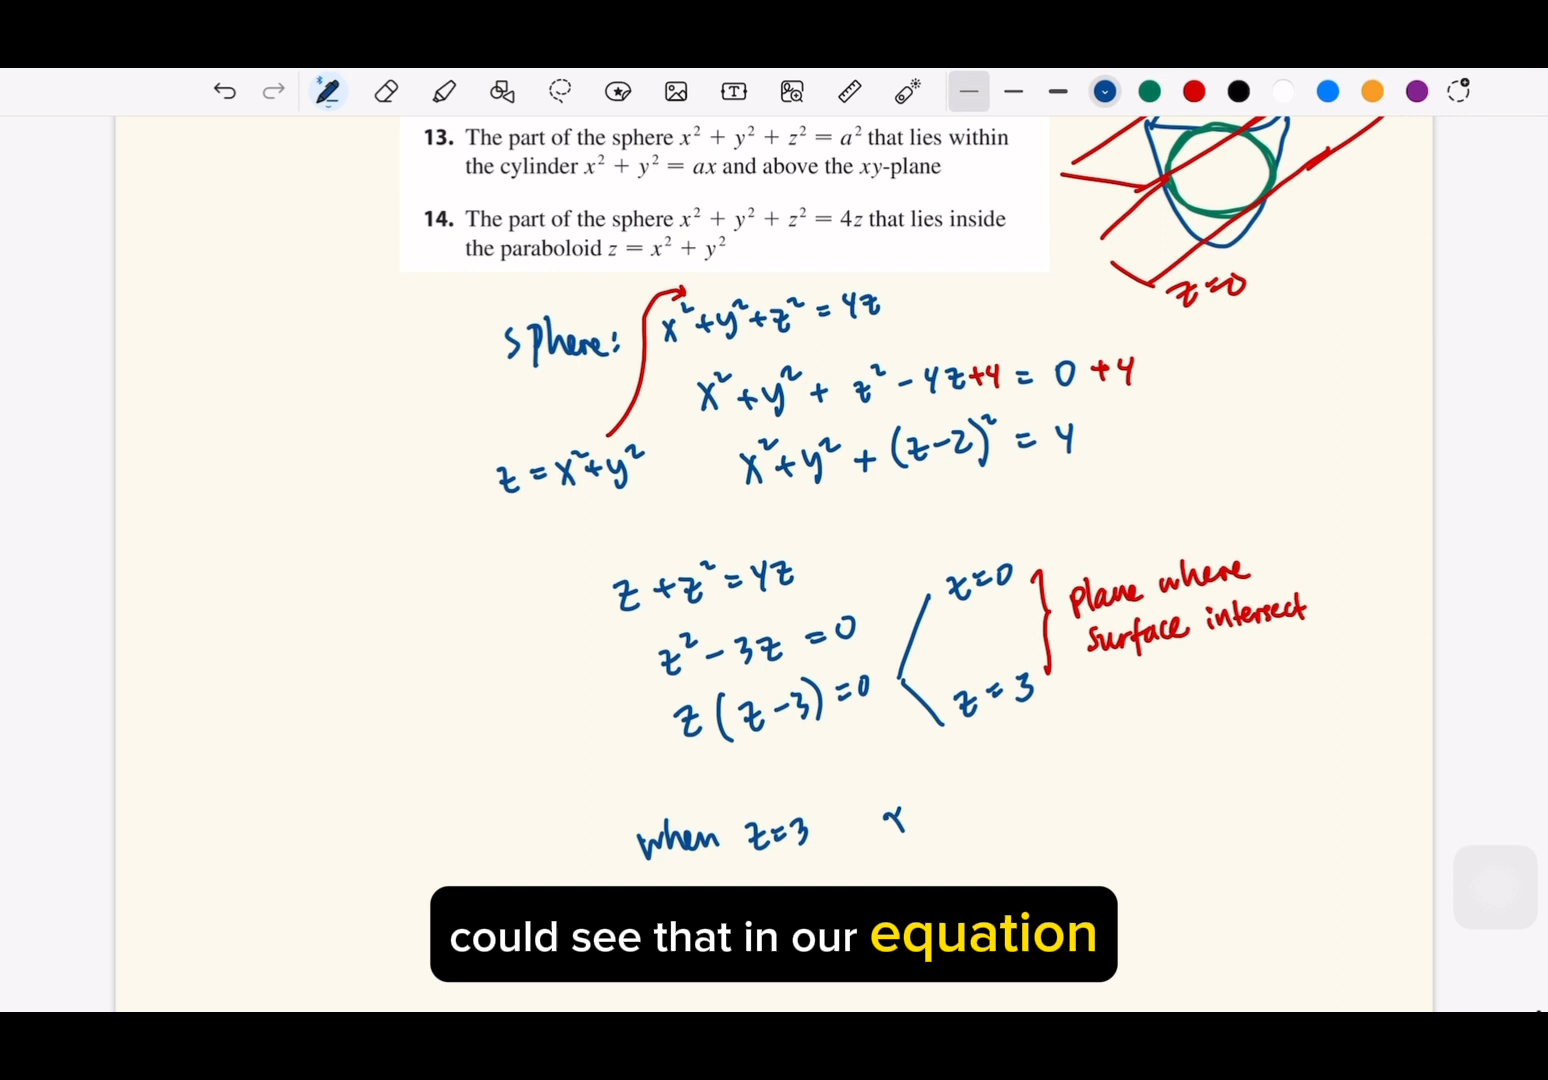 13. The part of the sphere x² + y² + z² = a² that lies within
the cylinder x² + y² = ax and above the xy-plane
14. The part of the sphere x² + y² + z² = 4z that lies inside
the paraboloid z = x² + y²
z=0
sphere: x²+y²+z² = 4z
x²+y²+ z² - 4z+4 = 0 +4
z = x²+y²
x²+y² + (z-2)² = 4
z + z² = 4z
z=0
plane where
surface intersect
z² - 3z = 0
z(z-3)=0
z = 3
when z=3 x
could see that in our equation